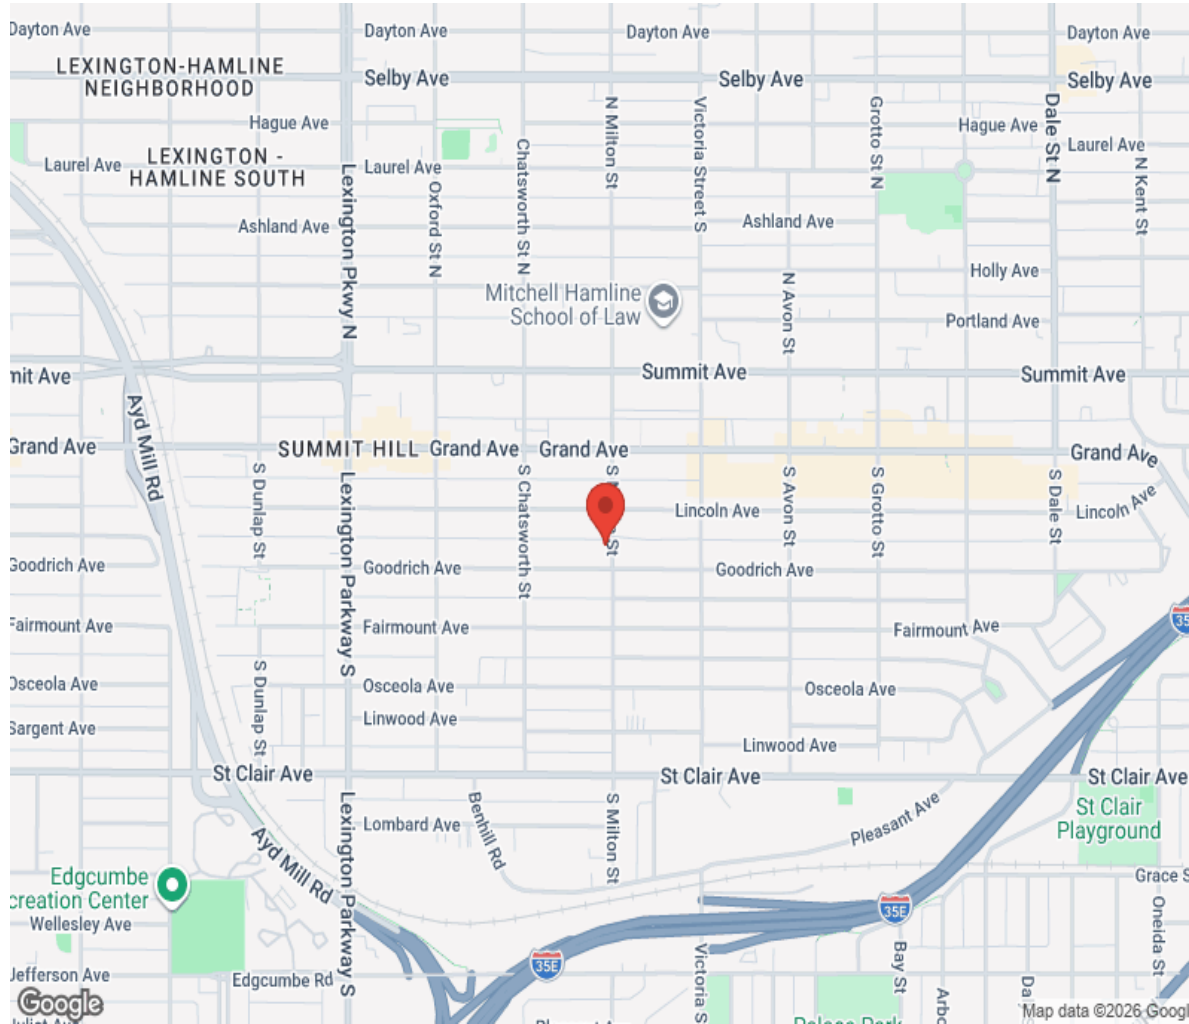 Dayton Ave
Dayton Ave
Dayton Ave
Dayton Ave
LEXINGTON-HAMLINE
NEIGHBORHOOD
Selby Ave
Selby Ave
Selby Ave
Hague Ave
Hague Ave
N Milton St
Victoria Street S
Grotto St N
Dale St N
Laurel Ave
LEXINGTON -
HAMLINE SOUTH
Laurel Ave
Laurel Ave
N Kent St
Lexington Pkwy N
Oxford St N
Chatsworth St N
Ashland Ave
Ashland Ave
Holly Ave
N Avon St
Mitchell Hamline
School of Law
Portland Ave
mit Ave
Summit Ave
Summit Ave
Ayd Mill Rd
Grand Ave
SUMMIT HILL
Grand Ave
Grand Ave
Grand Ave
S Dunlap St
Lexington Parkway S
S Chatsworth St
St
S Avon St
S Grotto St
S Dale St
Lincoln Ave
Lincoln Ave
Goodrich Ave
Goodrich Ave
Goodrich Ave
Fairmount Ave
Fairmount Ave
Fairmount Ave
35
Osceola Ave
Osceola Ave
Osceola Ave
S Dunlap St
Sargent Ave
Linwood Ave
Linwood Ave
St Clair Ave
St Clair Ave
St Clair Ave
Lexington Parkway S
Benhill Rd
S Milton St
Lombard Ave
Pleasant Ave
St Clair
Playground
Ayd Mill Rd
Edgcumbe
creation Center
Grace S
Wellesley Ave
35E
Oneida St
Bay St
Victoria S
35E
Jefferson Ave
Edgcumbe Rd
Google
Map data ©2026 Googl